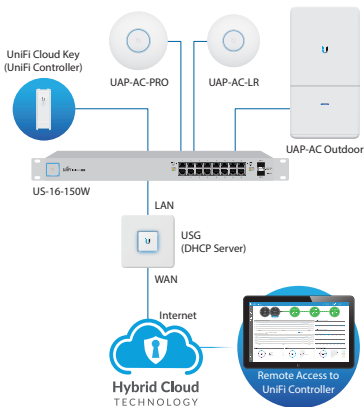 UniFi Cloud Key
(UniFi Controller)
UAP-AC-PRO
UAP-AC-LR
UAP-AC Outdoor
US-16-150W
LAN
USG
(DHCP Server)
WAN
Internet
Hybrid Cloud
TECHNOLOGY
Remote Access to
UniFi Controller